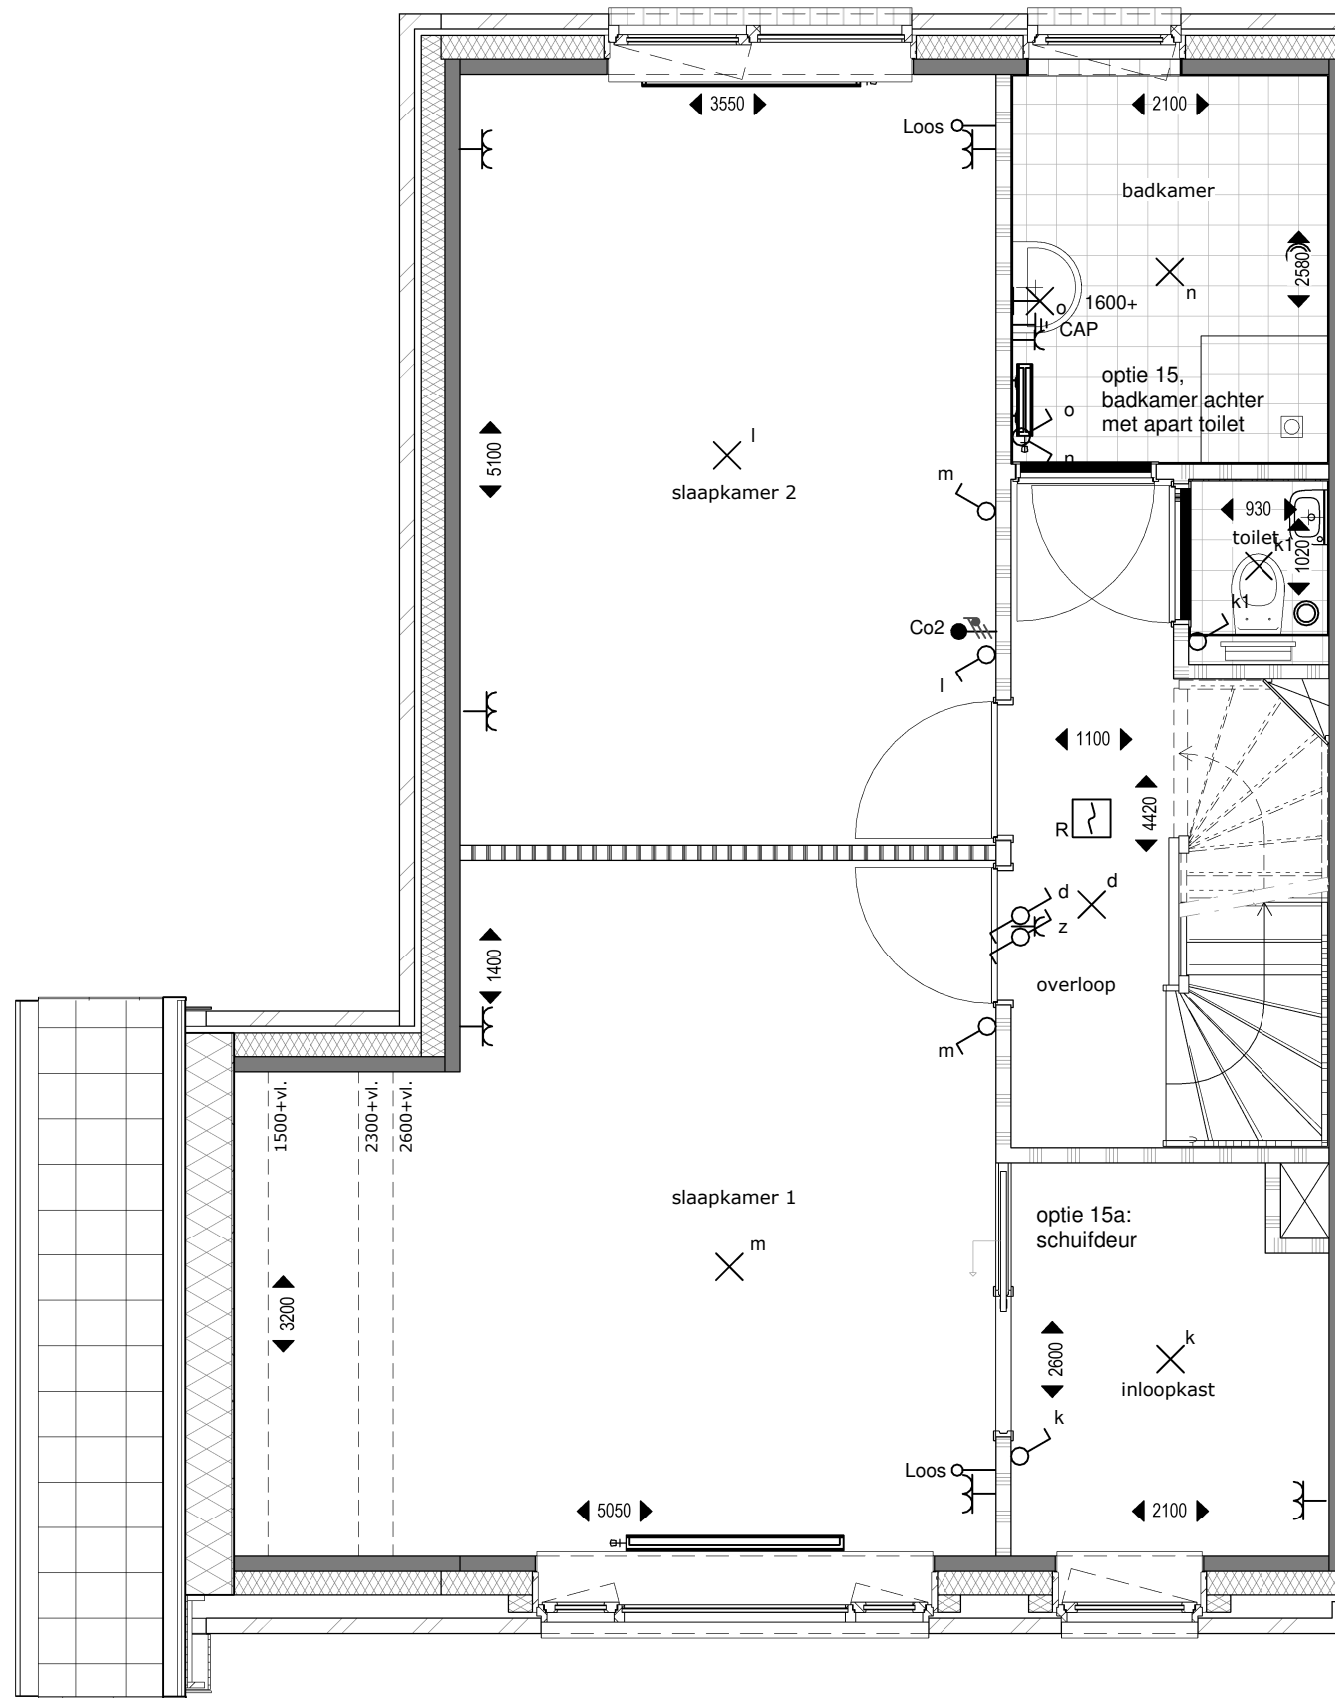 3550
2100
Loos
badkamer
2580
n
o 1600+
CAP
optie 15,
badkamer achter
met apart toilet
o
n
l
5100
slaapkamer 2
m
930
toilet
k1
1020
k1
Co2
l
1100
4420
R
d
d
z
1400
overloop
m
1500+vl.
2300+vl.
2600+vl.
slaapkamer 1
m
optie 15a:
schuifdeur
3200
2600
k
inloopkast
k
Loos
5050
2100